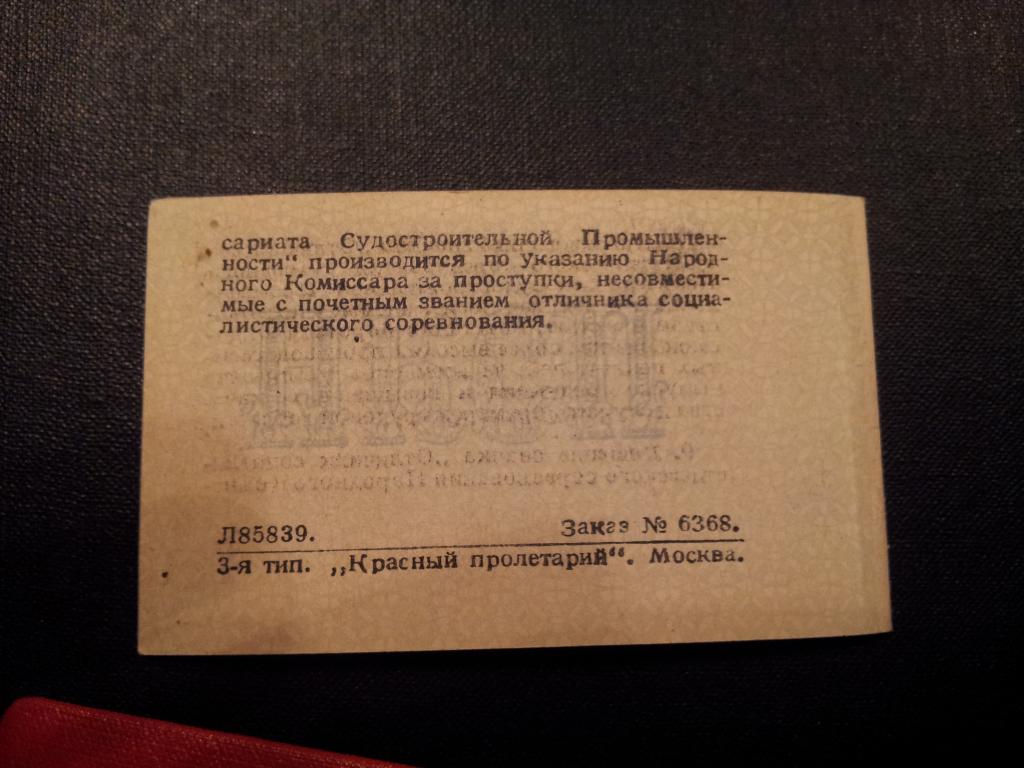 сариата Судостроительной Промышлен-
ности" производится по указанию Народ-
ного Комиссара за проступки, несовмести-
мые с почетным званием отличника социа-
листического соревнования.
Л85839. Заказ № 6368.
3-я тип. „Красный пролетарий“. Москва.